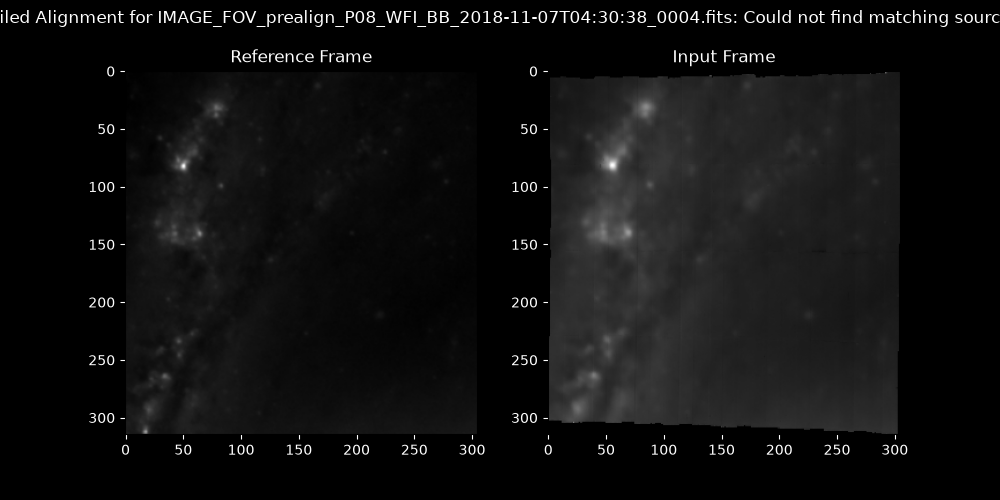 iled Alignment for IMAGE_FOV_prealign_P08_WFI_BB_2018-11-07T04:30:38_0004.fits: Could not find matching sourc
Reference Frame
Input Frame
0
50
100
150
200
250
300
0 50 100 150 200 250 300
0
50
100
150
200
250
300
0 50 100 150 200 250 300